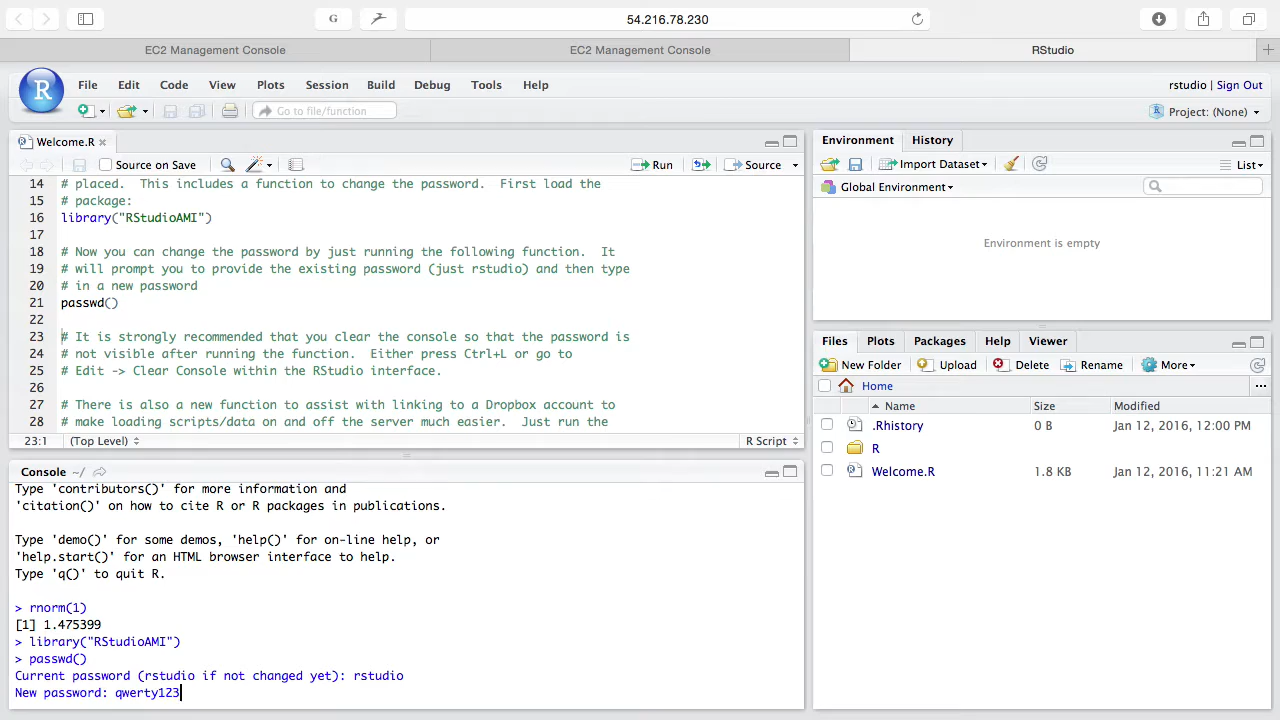 G
54.216.78.230
EC2 Management Console
EC2 Management Console
RStudio
R
File Edit Code View Plots Session Build Debug Tools Help
rstudio | Sign Out
Go to file/function
Project: (None)
Welcome.R
Source on Save
Run
Source
14 # placed.  This includes a function to change the password.  First load the
15 # package:
16 library("RStudioAMI")
17
18 # Now you can change the password by just running the following function.  It
19 # will prompt you to provide the existing password (just rstudio) and then type
20 # in a new password
21 passwd()
22
23 # It is strongly recommended that you clear the console so that the password is
24 # not visible after running the function.  Either press Ctrl+L or go to
25 # Edit -> Clear Console within the RStudio interface.
26
27 # There is also a new function to assist with linking to a Dropbox account to
28 # make loading scripts/data on and off the server much easier.  Just run the
23:1 (Top Level) R Script
Console ~/
Type 'contributors()' for more information and
'citation()' on how to cite R or R packages in publications.
Type 'demo()' for some demos, 'help()' for on-line help, or
'help.start()' for an HTML browser interface to help.
Type 'q()' to quit R.
> rnorm(1)
[1] 1.475399
> library("RStudioAMI")
> passwd()
Current password (rstudio if not changed yet): rstudio
New password: qwerty123
Environment History
Import Dataset
List
Global Environment
Environment is empty
Files Plots Packages Help Viewer
New Folder Upload Delete Rename More
Home
Name Size Modified
.Rhistory 0 B Jan 12, 2016, 12:00 PM
R
Welcome.R 1.8 KB Jan 12, 2016, 11:21 AM